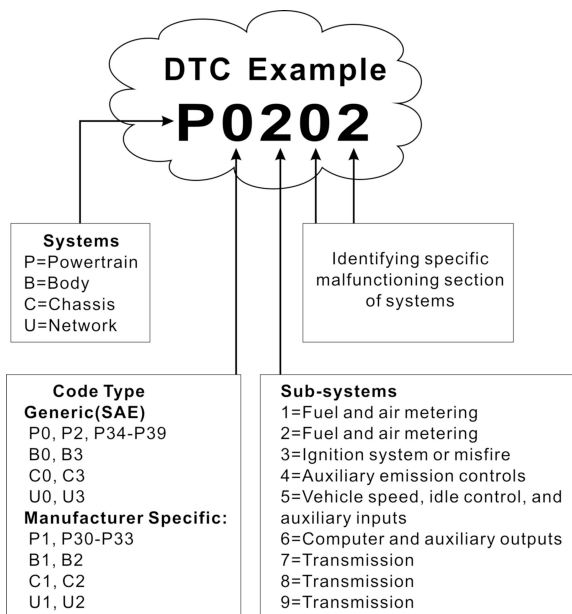 DTC Example
P0202
Systems
P=Powertrain
B=Body
C=Chassis
U=Network
Identifying specific
malfunctioning section
of systems
Code Type
Generic(SAE)
P0, P2, P34-P39
B0, B3
C0, C3
U0, U3
Manufacturer Specific:
P1, P30-P33
B1, B2
C1, C2
U1, U2
Sub-systems
1=Fuel and air metering
2=Fuel and air metering
3=Ignition system or misfire
4=Auxiliary emission controls
5=Vehicle speed, idle control, and
auxiliary inputs
6=Computer and auxiliary outputs
7=Transmission
8=Transmission
9=Transmission